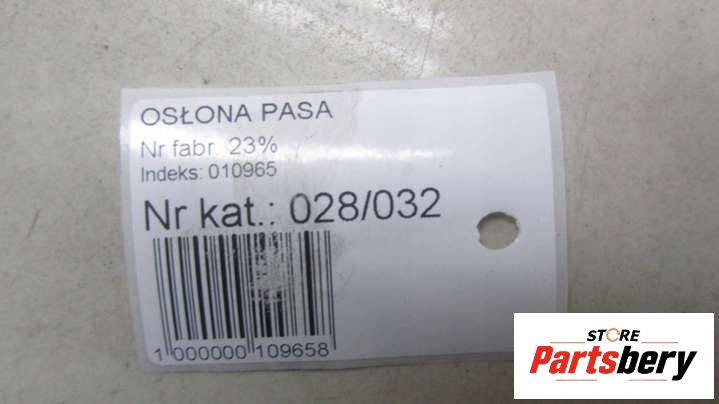 OSŁONA PASA
Nr fabr. 23%
Indeks: 010965
Nr kat.: 028/032
1 000000 109658
STORE
Partsbery